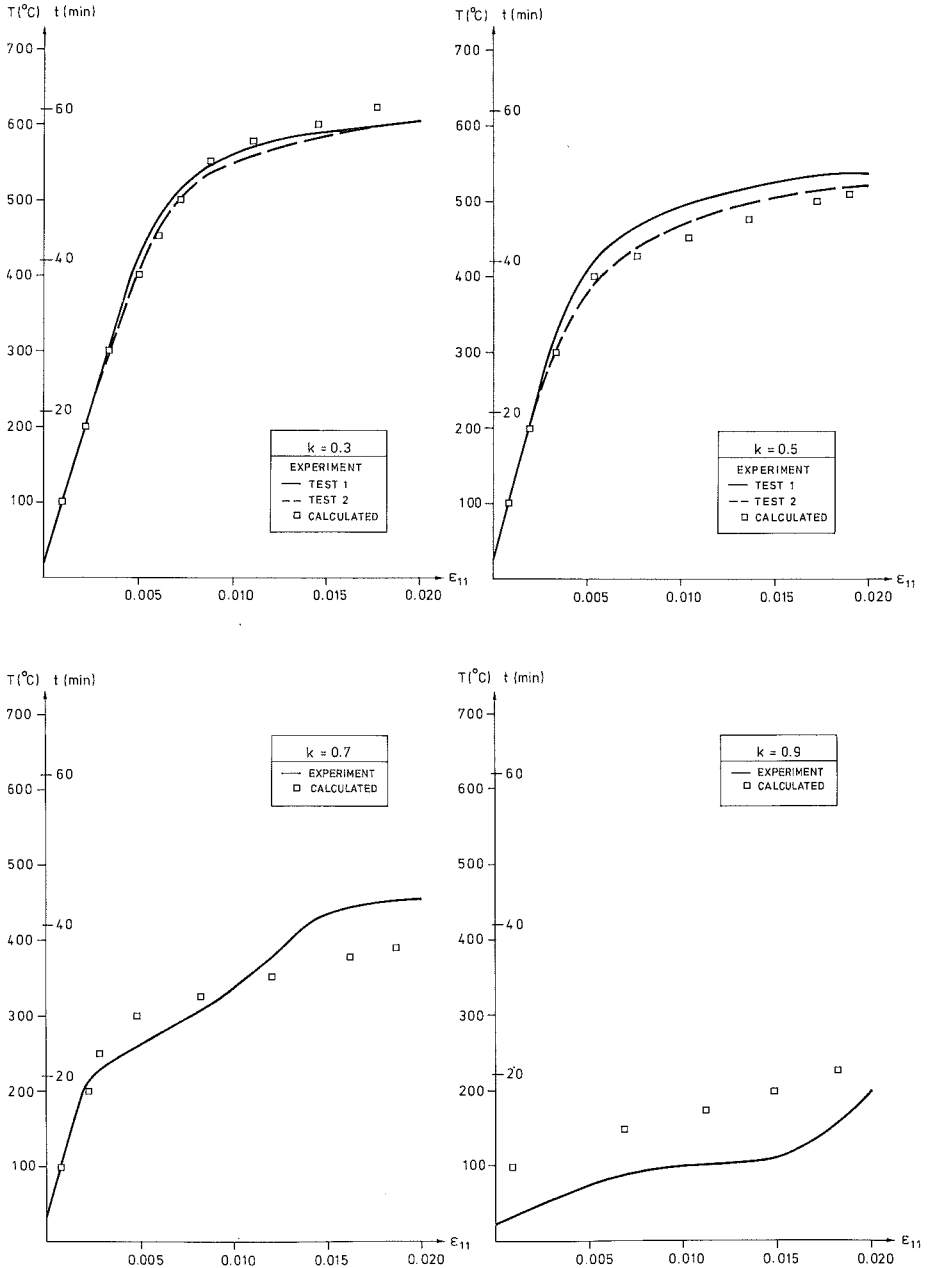 T(°C) t (min)
700
60
600
500
40
400
300
20
200
100
k = 0.3
EXPERIMENT
TEST 1
TEST 2
CALCULATED
0.005
0.010
0.015
0.020
ε11
T(°C) t (min)
700
60
600
500
40
400
300
20
200
100
k = 0.5
EXPERIMENT
TEST 1
TEST 2
CALCULATED
0.005
0.010
0.015
0.020
ε11
T(°C) t (min)
700
60
600
500
40
400
300
20
200
100
k = 0.7
EXPERIMENT
CALCULATED
0.005
0.010
0.015
0.020
ε11
T(°C) t (min)
700
60
600
500
40
400
300
20
200
100
k = 0.9
EXPERIMENT
CALCULATED
0.005
0.010
0.015
0.020
ε11